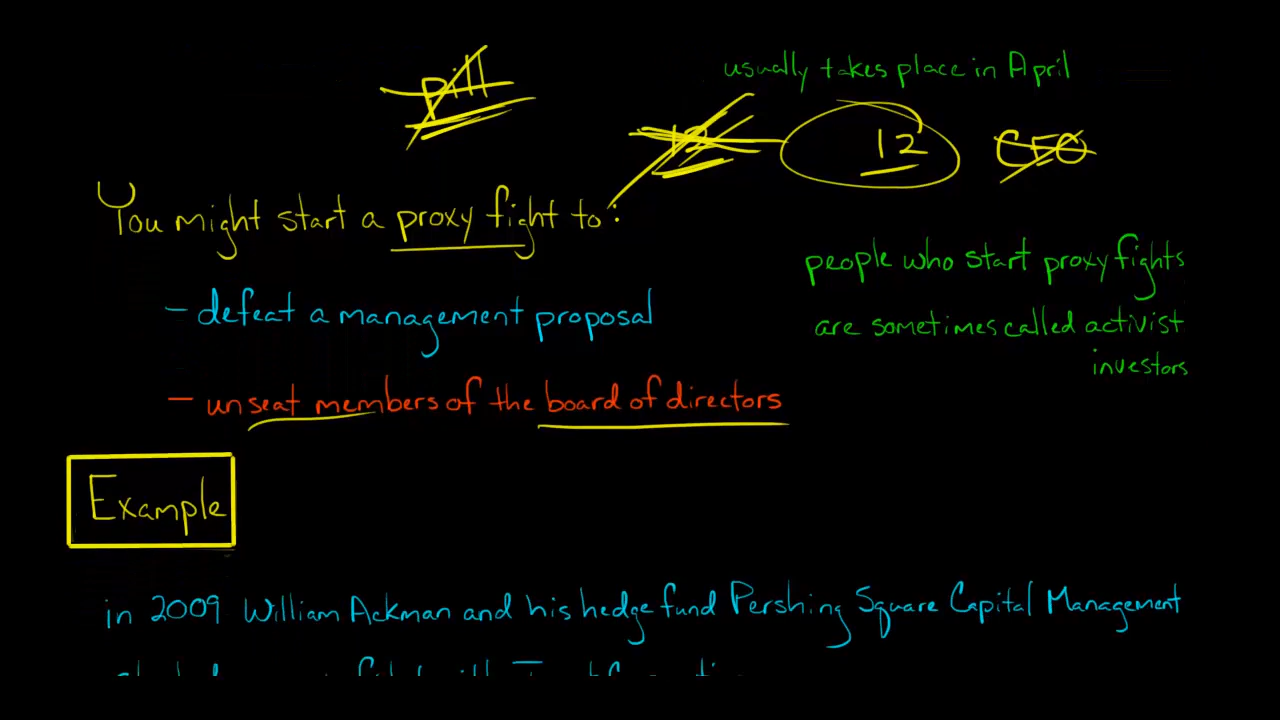 usually takes place in April
pill
12 12 CEO
You might start a proxy fight to:
people who start proxy fights
are sometimes called activist
investors
- defeat a management proposal
- unseat members of the board of directors
Example
in 2009 William Ackman and his hedge fund Pershing Square Capital Management